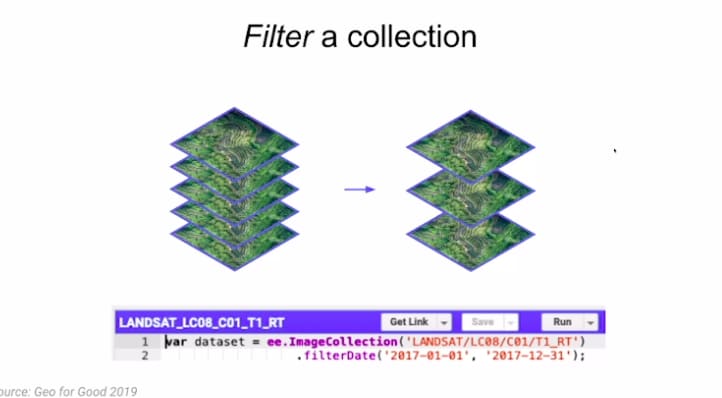 Filter a collection
LANDSAT_LC08_C01_T1_RT
Get Link
Save
Run
1 var dataset = ee.ImageCollection('LANDSAT/LC08/C01/T1_RT')
2 .filterDate('2017-01-01', '2017-12-31');
ource: Geo for Good 2019